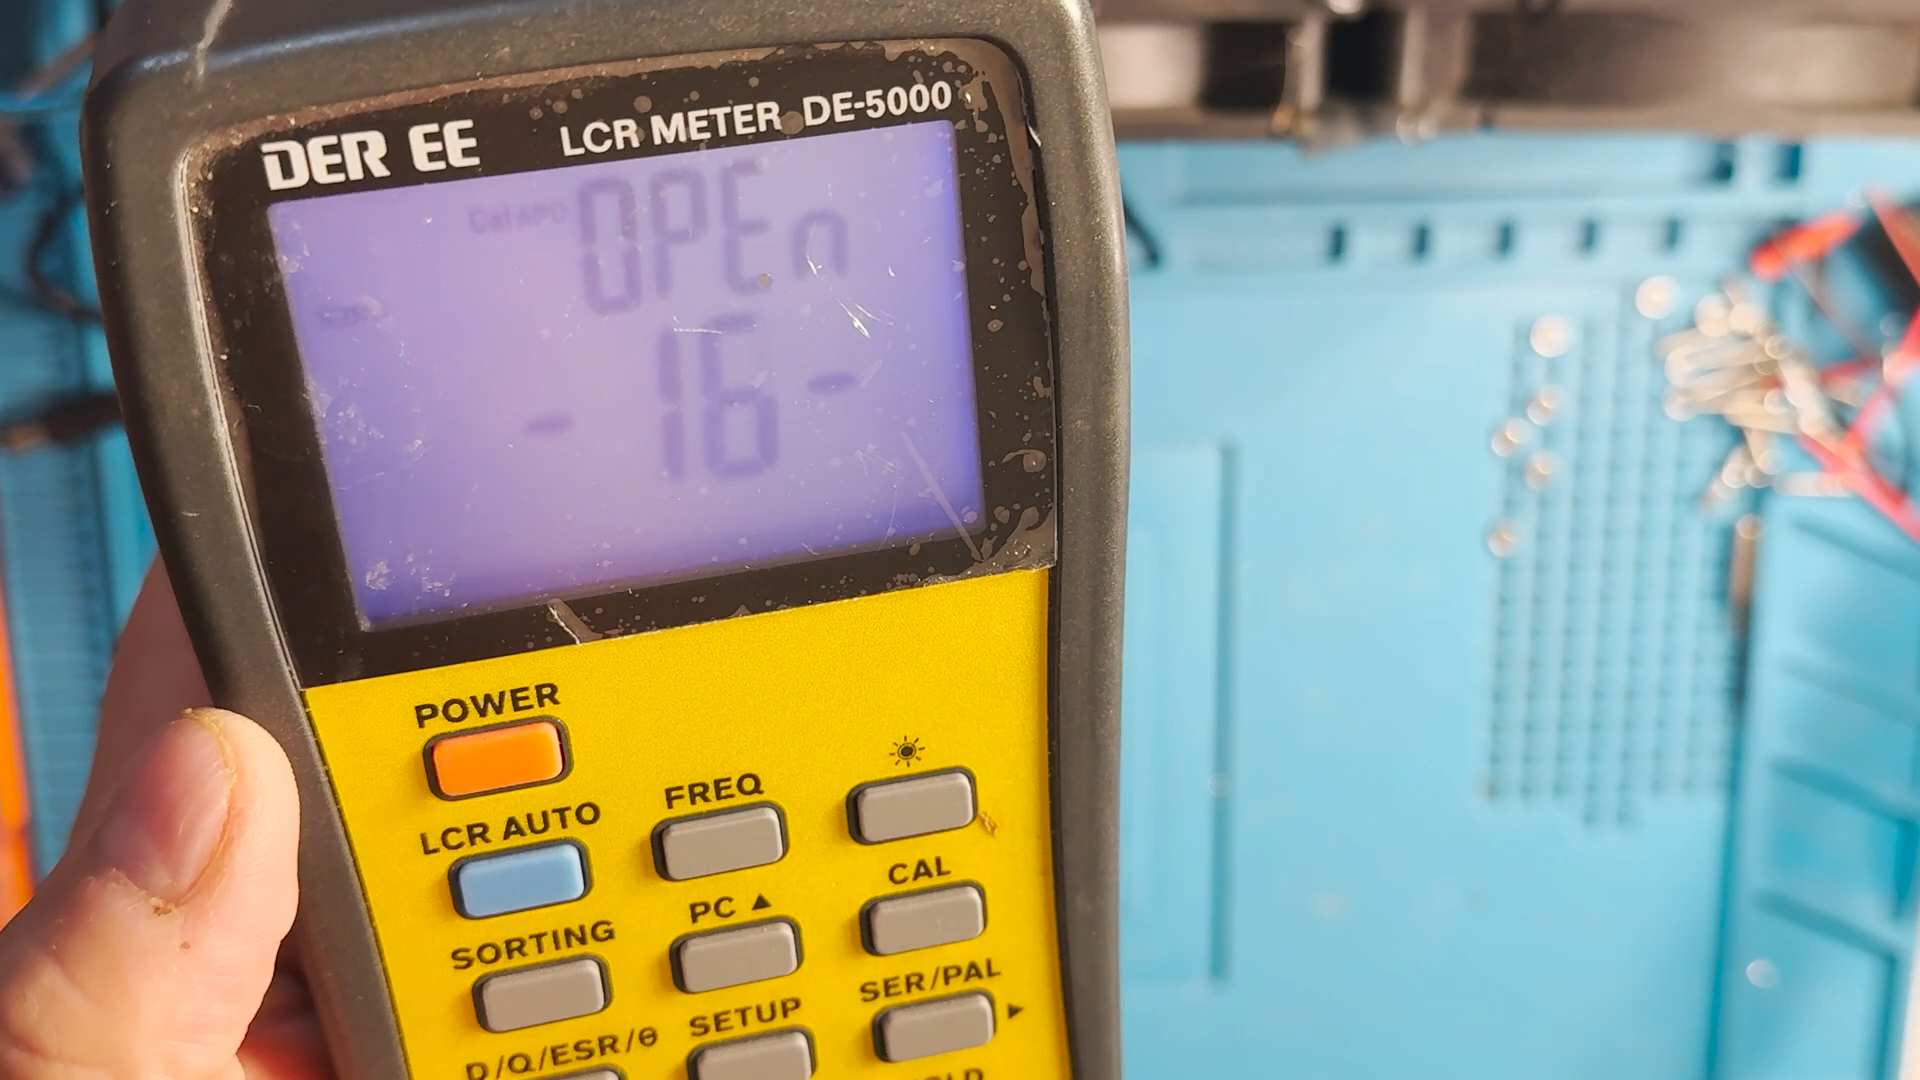 DER EE LCR METER DE-5000
Cal APO OPEn
- 16 -
POWER
LCR AUTO
FREQ
SORTING
PC ▲
CAL
D/Q/ESR/θ
SETUP
SER/PAL ►